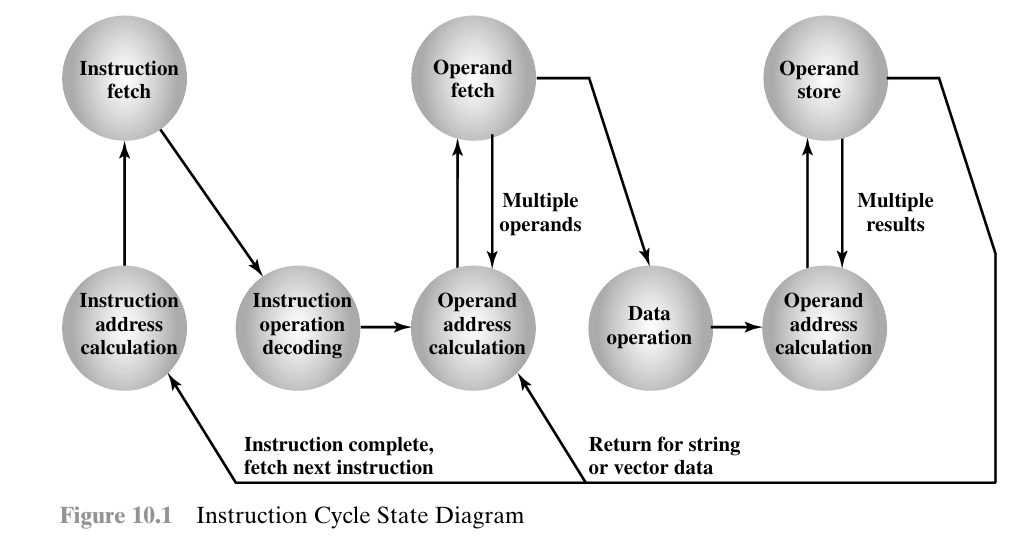 Instruction
fetch
Operand
fetch
Operand
store
Multiple
operands
Multiple
results
Instruction
address
calculation
Instruction
operation
decoding
Operand
address
calculation
Data
operation
Operand
address
calculation
Instruction complete,
fetch next instruction
Return for string
or vector data
Figure 10.1 Instruction Cycle State Diagram